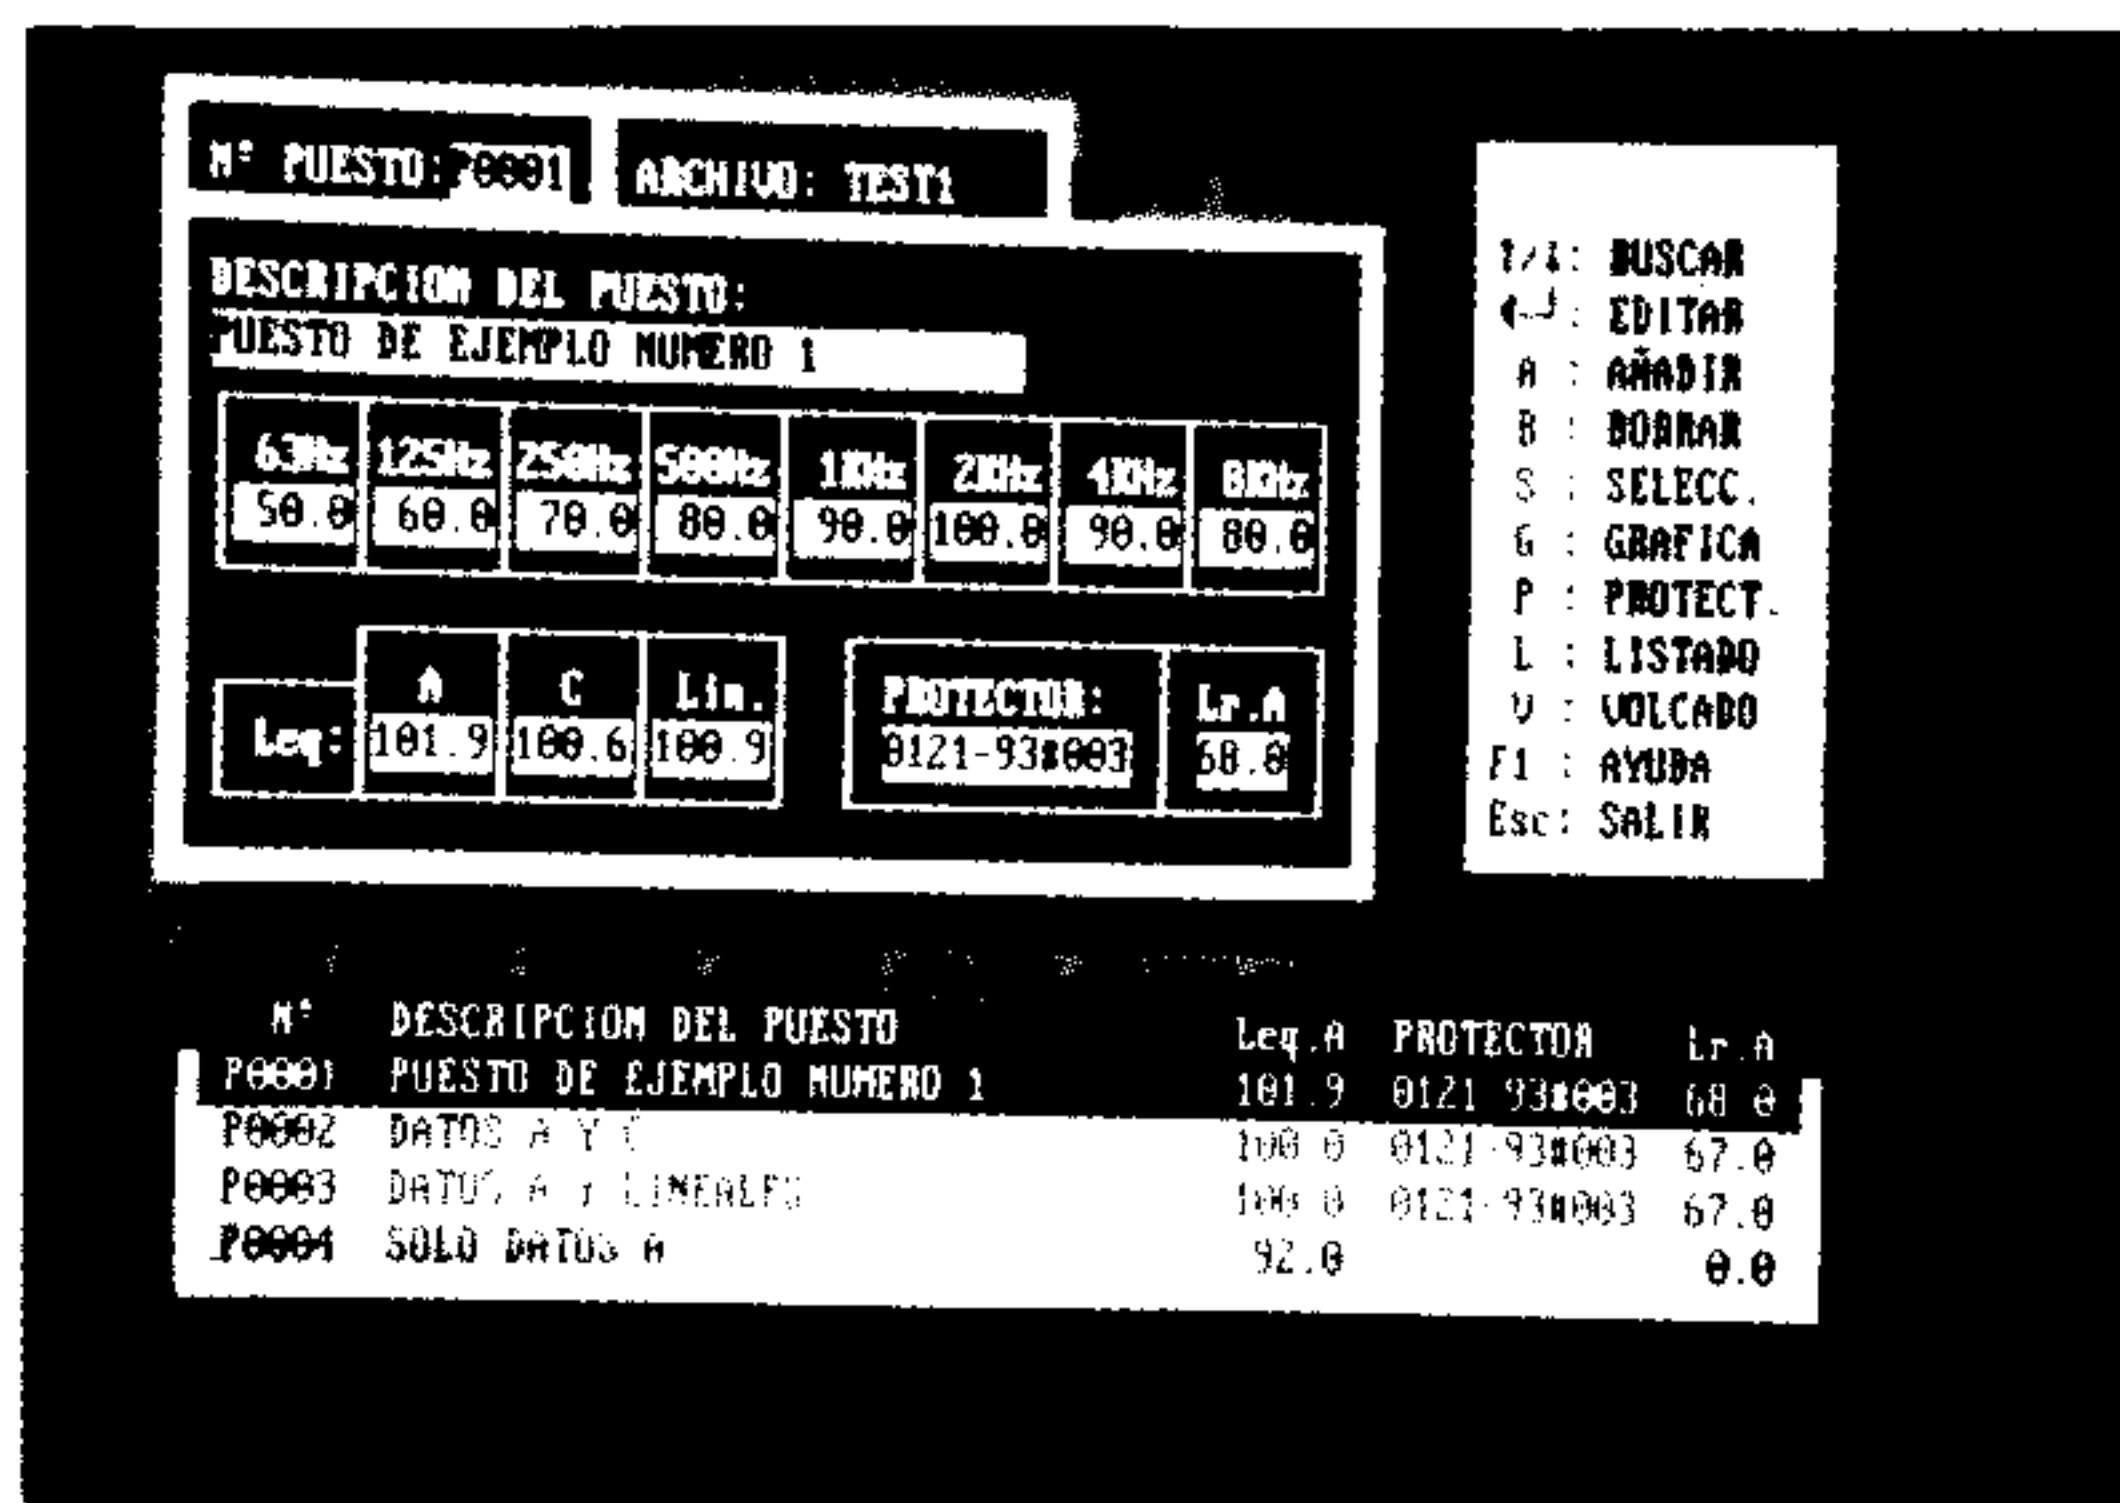 Nº PUESTO: P0001 ARCHIVO: TEST1
DESCRIPCION DEL PUESTO:
PUESTO DE EJEMPLO NUMERO 1
63Hz 125Hz 250Hz 500Hz 1KHz 2KHz 4KHz 8KHz
50.0 60.0 70.0 80.0 90.0 100.0 90.0 80.0
A C Lin. PROTECTOR: Lr.A
Leq: 101.9 100.6 100.9 0121-93#003 68.0
↑/↓: BUSCAR
◄─┘: EDITAR
A : AÑADIR
B : BORRAR
S : SELECC.
G : GRAFICA
P : PROTECT.
L : LISTADO
V : VOLCADO
F1 : AYUDA
Esc: SALIR
Nº DESCRIPCION DEL PUESTO Leq.A PROTECTOR Lr.A
P0001 PUESTO DE EJEMPLO NUMERO 1 101.9 0121-93#003 68.0
P0002 DATOS A Y C 100.0 0121-93#003 67.0
P0003 DATOS A Y LINEALES 100.0 0121-93#003 67.0
P0004 SOLO DATOS A 92.0 0.0